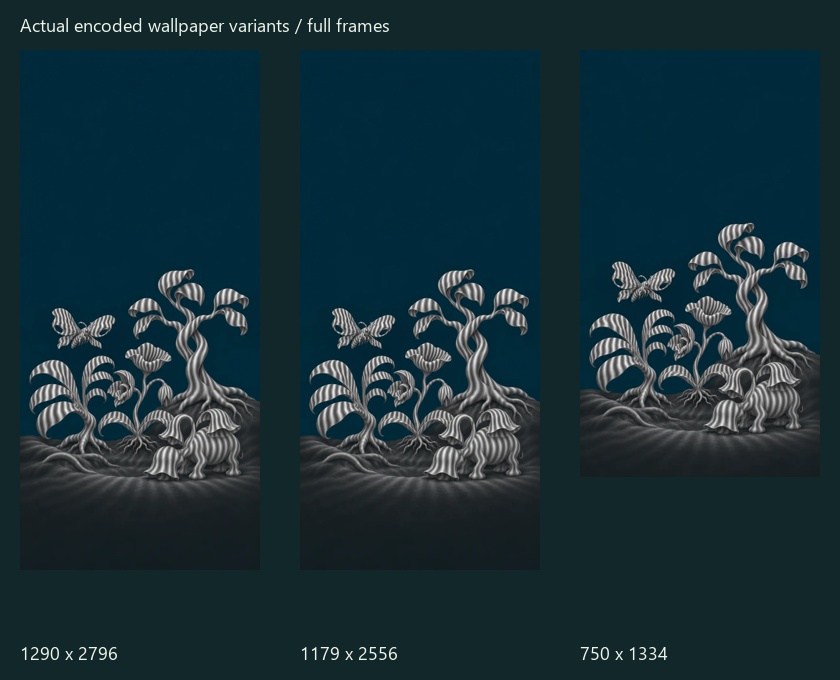 Actual encoded wallpaper variants / full frames
1290 x 2796
1179 x 2556
750 x 1334